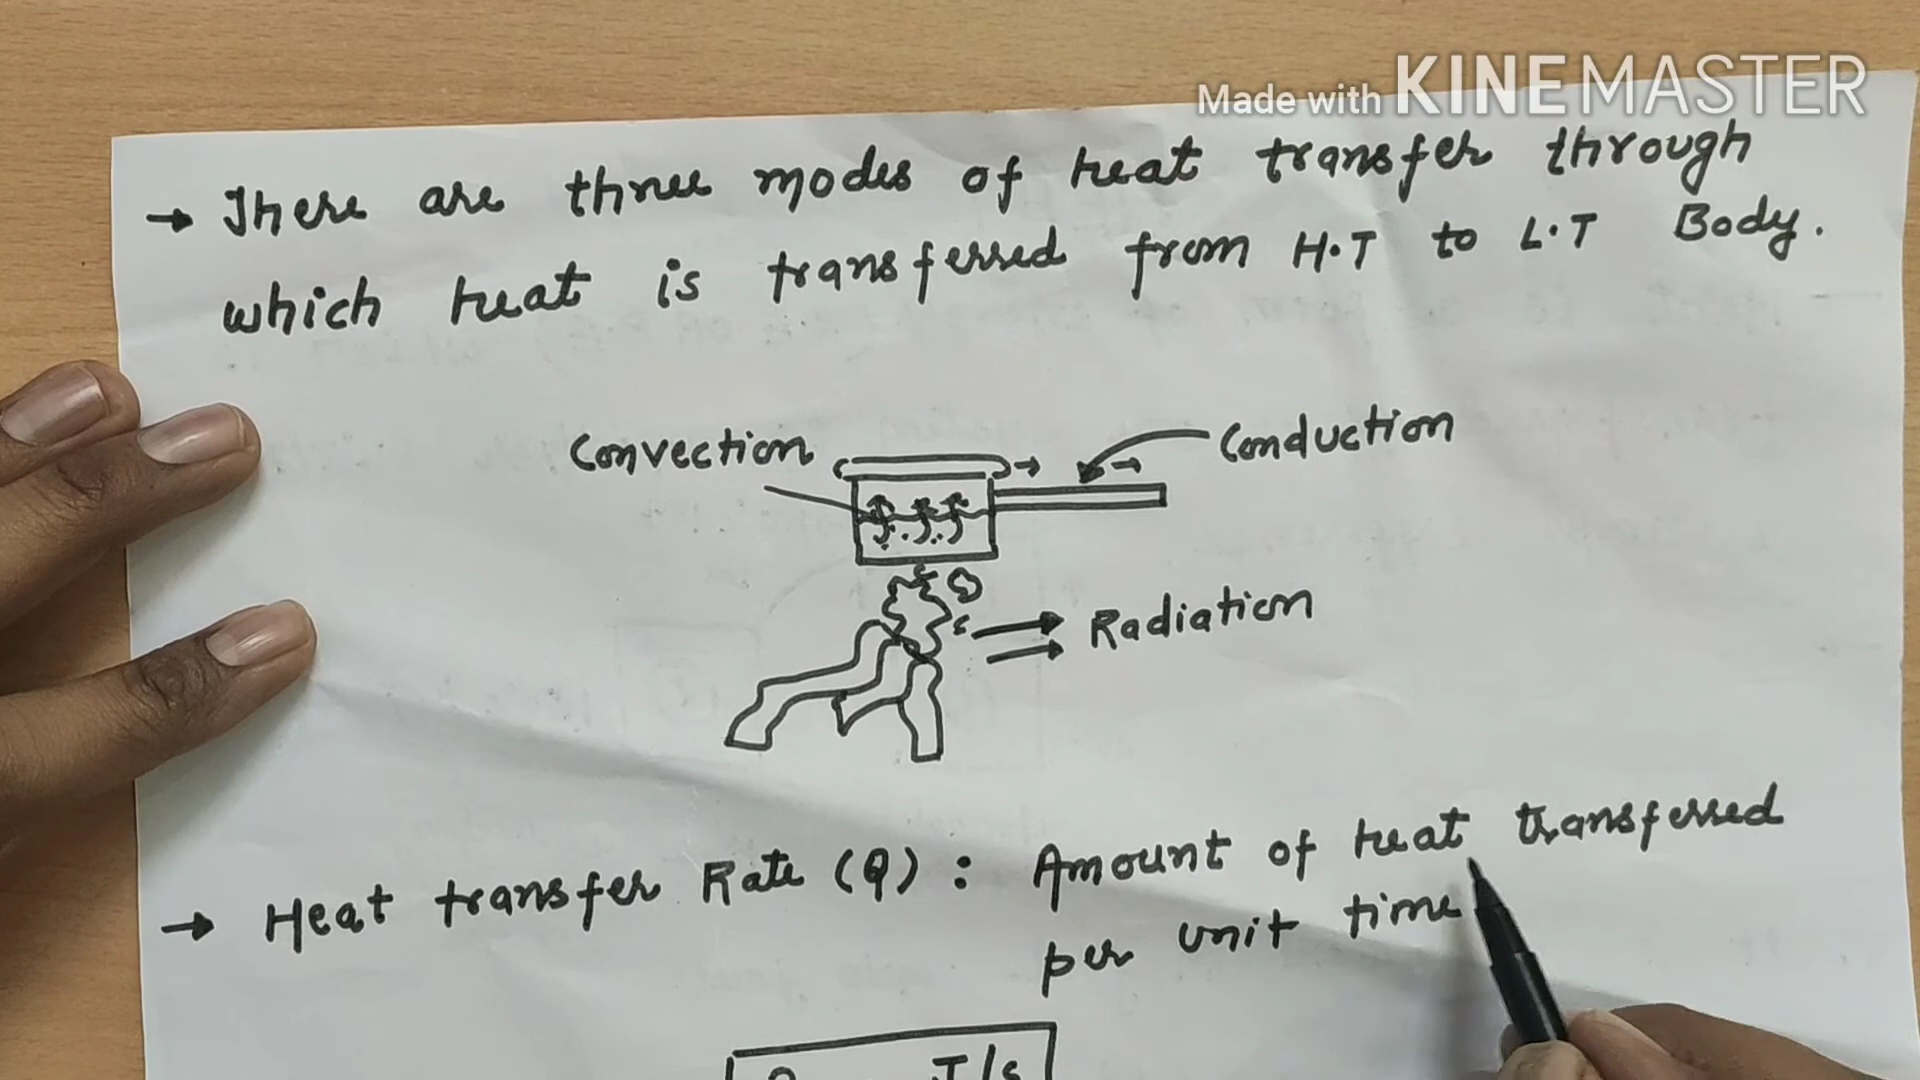 Made with KINEMASTER
→ There are three modes of heat transfer through
which heat is transferred from H.T to L.T Body.
Convection
Conduction
Radiation
→ Heat transfer Rate (Q) : Amount of heat transferred
per unit time
J/s